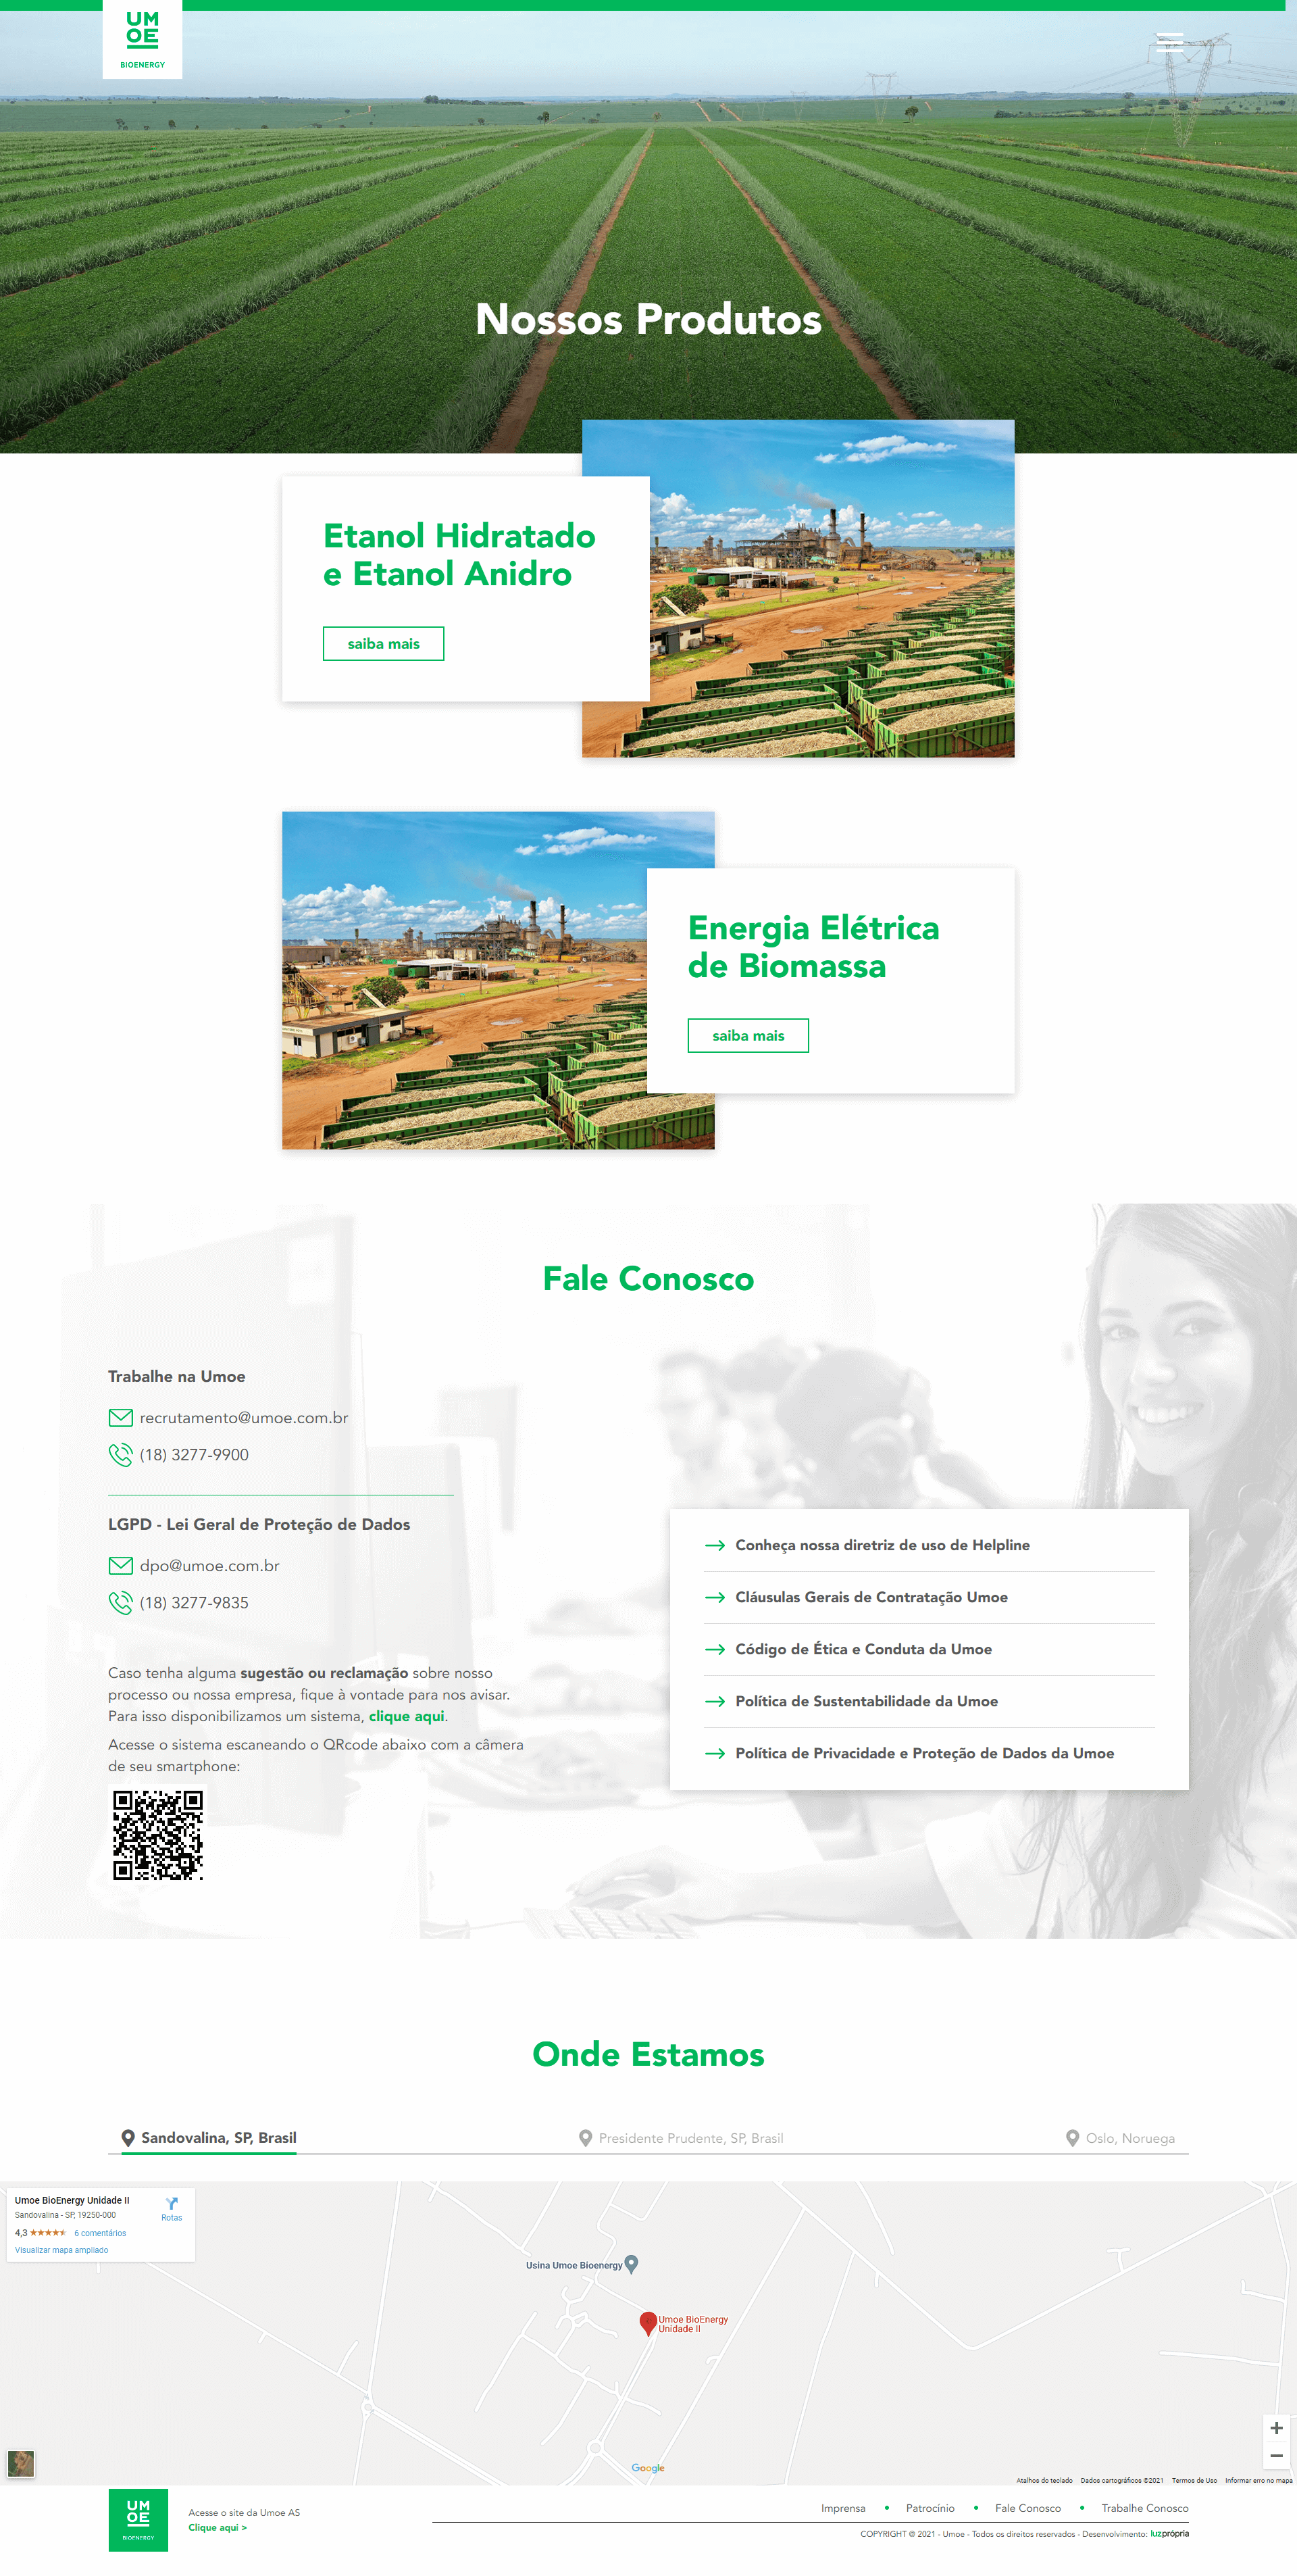 UM
OE
BIOENERGY
Nossos Produtos
Etanol Hidratado
e Etanol Anidro
saiba mais
Energia Elétrica
de Biomassa
saiba mais
Fale Conosco
Trabalhe na Umoe
recrutamento@umoe.com.br
(18) 3277-9900
LGPD - Lei Geral de Proteção de Dados
dpo@umoe.com.br
(18) 3277-9835
Caso tenha alguma sugestão ou reclamação sobre nosso
processo ou nossa empresa, fique à vontade para nos avisar.
Para isso disponibilizamos um sistema, clique aqui.
Acesse o sistema escaneando o QRcode abaixo com a câmera
de seu smartphone:
Conheça nossa diretriz de uso de Helpline
Cláusulas Gerais de Contratação Umoe
Código de Ética e Conduta da Umoe
Política de Sustentabilidade da Umoe
Política de Privacidade e Proteção de Dados da Umoe
Onde Estamos
Sandovalina, SP, Brasil
Presidente Prudente, SP, Brasil
Oslo, Noruega
Umoe BioEnergy Unidade II
Rotas
Sandovalina - SP, 19250-000
4,3 ★★★★★ 6 comentários
Visualizar mapa ampliado
Usina Umoe Bioenergy
Umoe BioEnergy
Unidade II
Google
Atalhos do teclado Dados cartográficos ©2021 Termos de Uso Informar erro no mapa
UM
OE
BIOENERGY
Acesse o site da Umoe AS
Clique aqui >
Imprensa • Patrocínio • Fale Conosco • Trabalhe Conosco
COPYRIGHT @ 2021 - Umoe - Todos os direitos reservados - Desenvolvimento: luzprópria